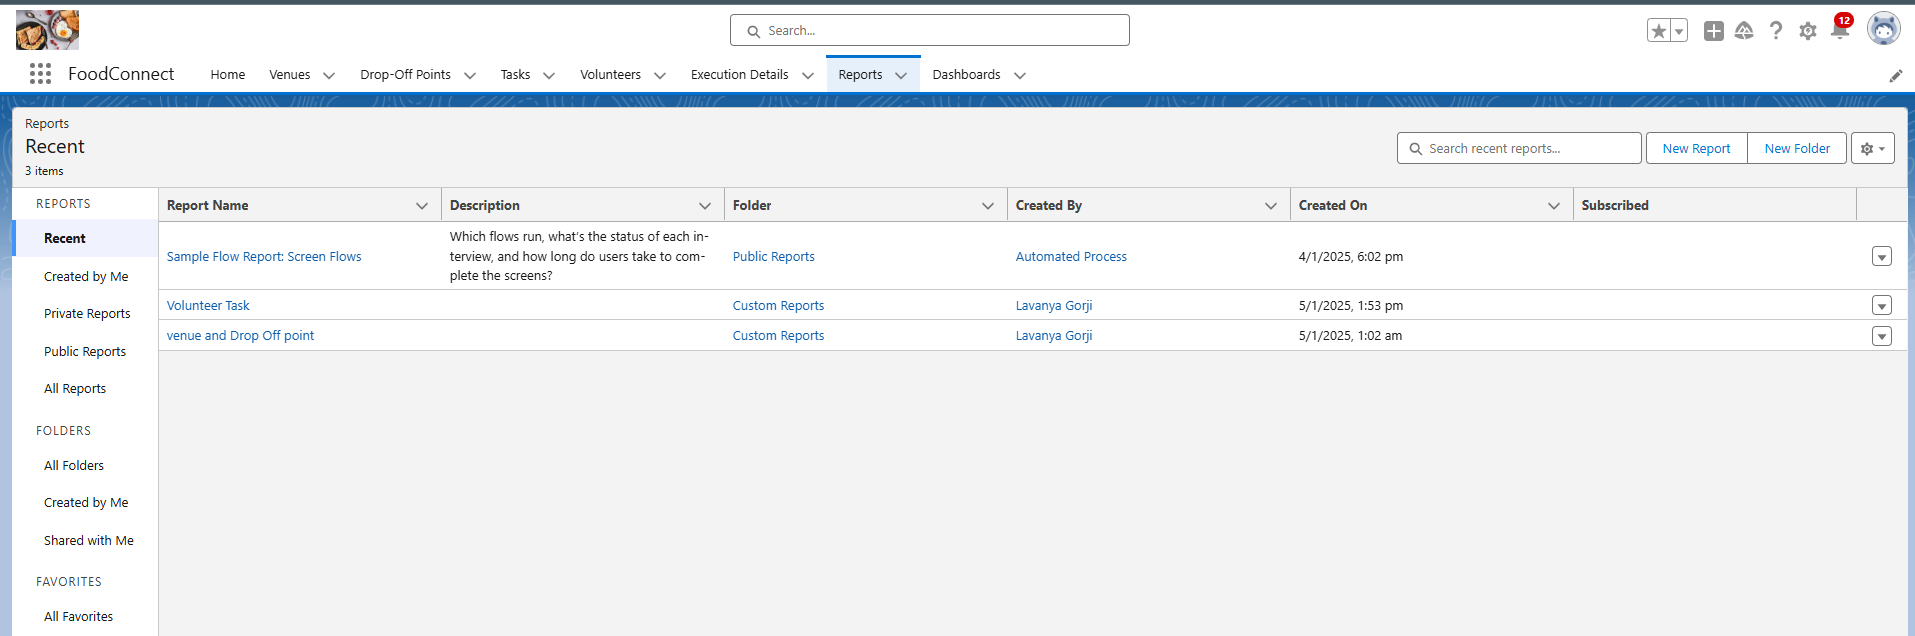 Search...
12
FoodConnect Home Venues Drop-Off Points Tasks Volunteers Execution Details Reports Dashboards
Reports
Recent
3 items
Search recent reports...
New Report
New Folder
REPORTS
Recent
Created by Me
Private Reports
Public Reports
All Reports
FOLDERS
All Folders
Created by Me
Shared with Me
FAVORITES
All Favorites
Report Name Description Folder Created By Created On Subscribed
Sample Flow Report: Screen Flows
Which flows run, what's the status of each in-
terview, and how long do users take to com-
plete the screens?
Public Reports
Automated Process
4/1/2025, 6:02 pm
Volunteer Task Custom Reports Lavanya Gorji 5/1/2025, 1:53 pm
venue and Drop Off point Custom Reports Lavanya Gorji 5/1/2025, 1:02 am